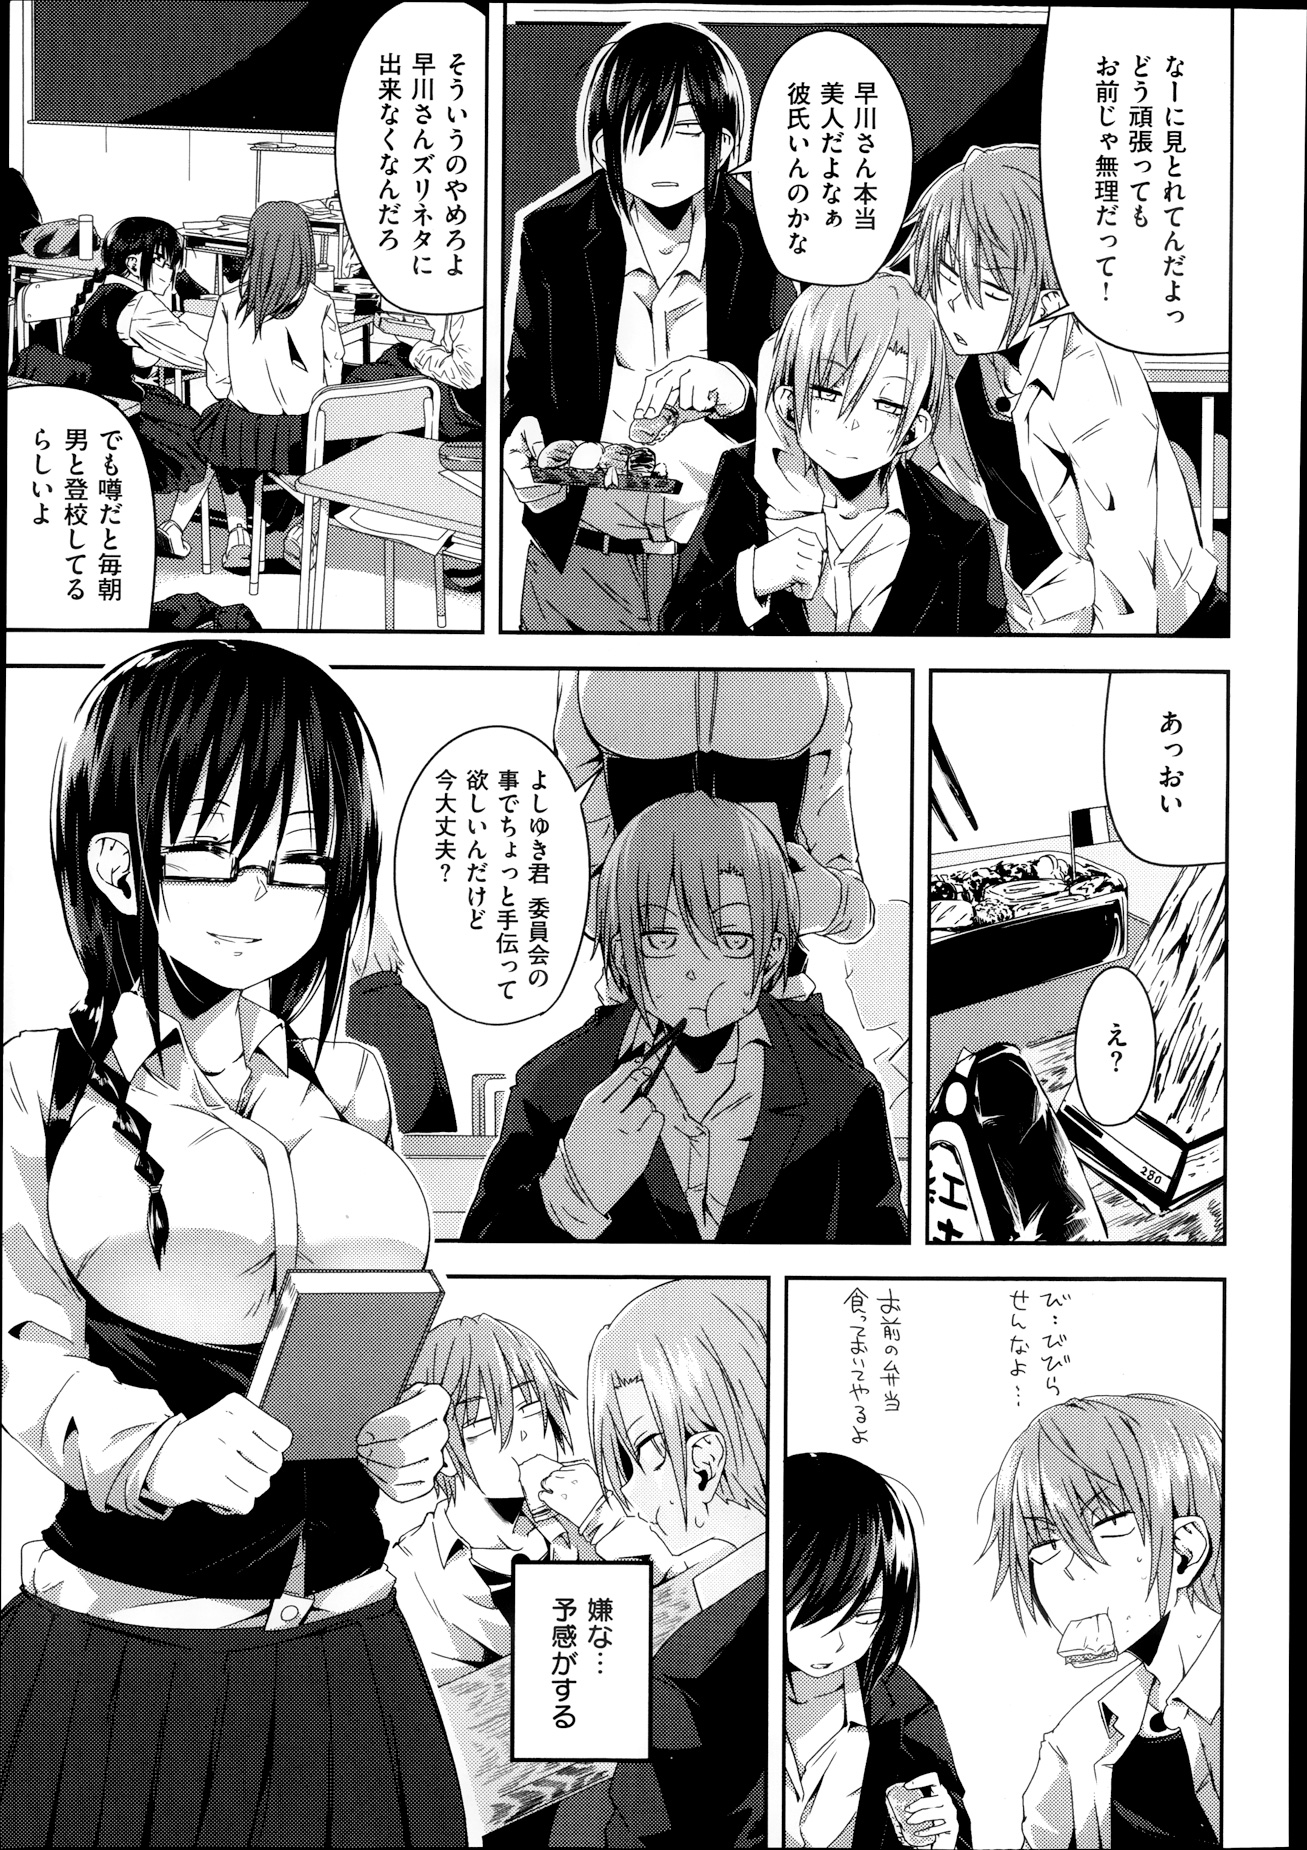 なーに見とれてんだよっ
どう頑張っても
お前じゃ無理だって！
早川さん本当
美人だよなぁ
彼氏いんのかな
そういうのやめろよ
早川さんズリネタに
出来なくなんだろ
でも噂だと毎朝
男と登校してる
らしいよ
あっおい
え？
280
よしゆき君 委員会の
事でちょっと手伝って
欲しいんだけど
今大丈夫？
び…びびら
せんなよ…
お前の弁当
食っておいてやるよ
嫌な…
予感がする